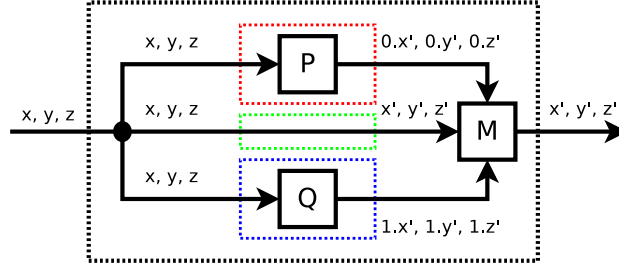 x, y, z
0.x', 0.y', 0.z'
P
x, y, z
x, y, z
x', y', z'
M
x', y', z'
x, y, z
Q
1.x', 1.y', 1.z'